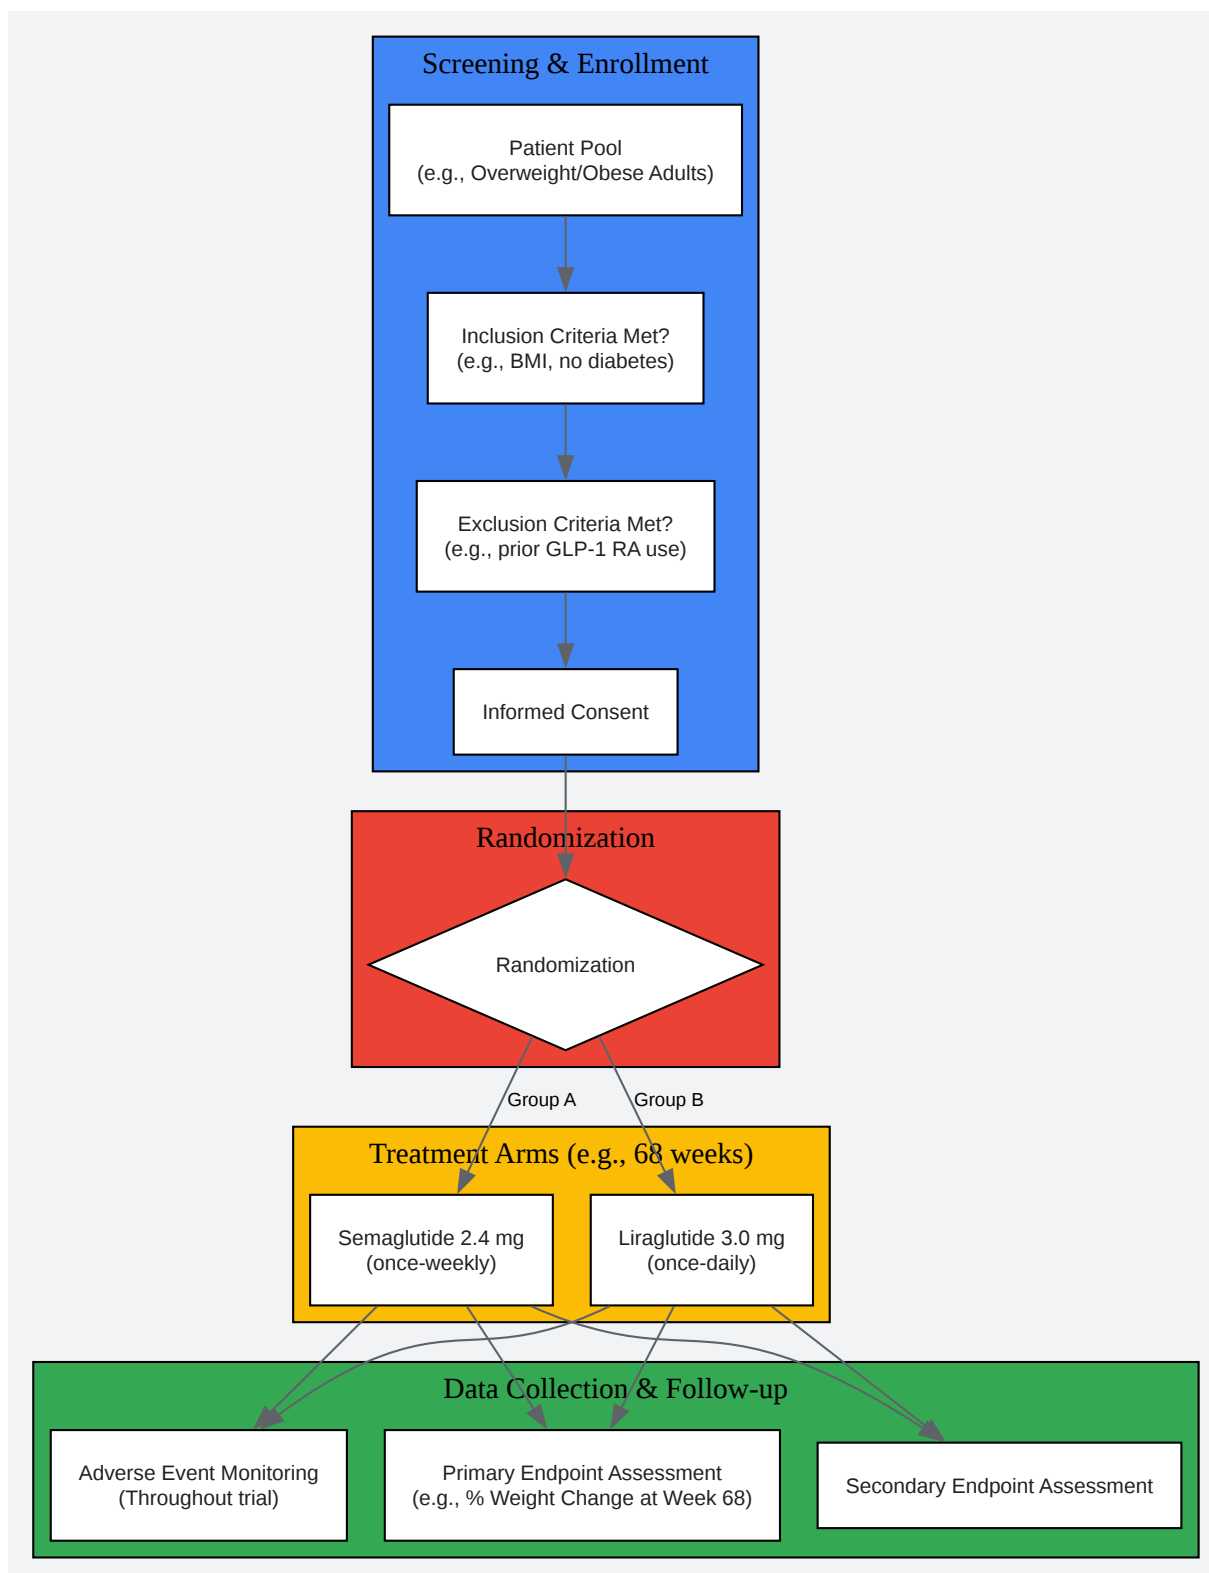 Screening & Enrollment
Patient Pool
(e.g., Overweight/Obese Adults)
Inclusion Criteria Met?
(e.g., BMI, no diabetes)
Exclusion Criteria Met?
(e.g., prior GLP-1 RA use)
Informed Consent
Randomization
Randomization
Group A
Group B
Treatment Arms (e.g., 68 weeks)
Semaglutide 2.4 mg
(once-weekly)
Liraglutide 3.0 mg
(once-daily)
Data Collection & Follow-up
Adverse Event Monitoring
(Throughout trial)
Primary Endpoint Assessment
(e.g., % Weight Change at Week 68)
Secondary Endpoint Assessment